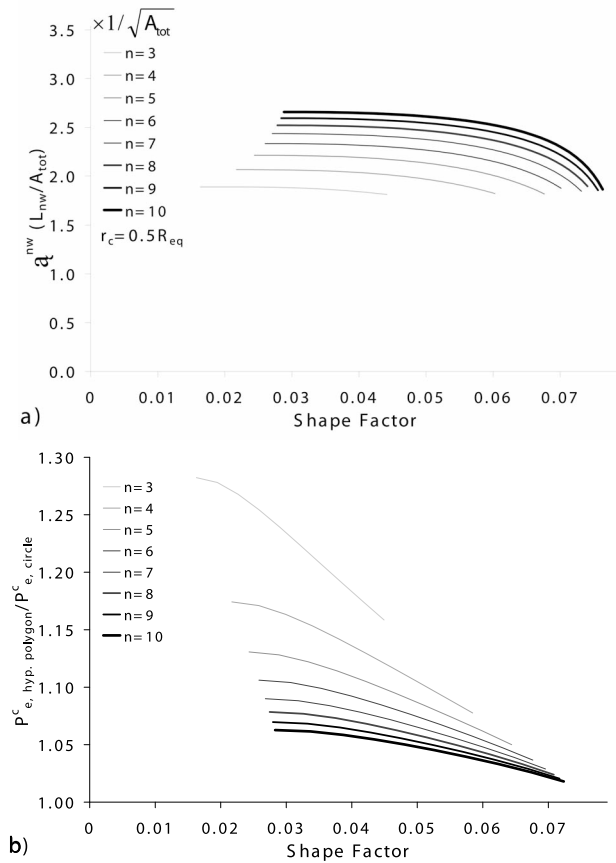 ×1/√A_tot
3.5
3.0
2.5
2.0
1.5
1.0
0.5
0.0
a^nw (L_nw/A_tot)
n=3
n=4
n=5
n=6
n=7
n=8
n=9
n=10
r_c=0.5R_eq
0 0.01 0.02 0.03 0.04 0.05 0.06 0.07
a) Shape Factor
1.30
1.25
1.20
1.15
1.10
1.05
1.00
P^c_e, hyp. polygon/P^c_e, circle
n=3
n=4
n=5
n=6
n=7
n=8
n=9
n=10
0 0.01 0.02 0.03 0.04 0.05 0.06 0.07
b) Shape Factor